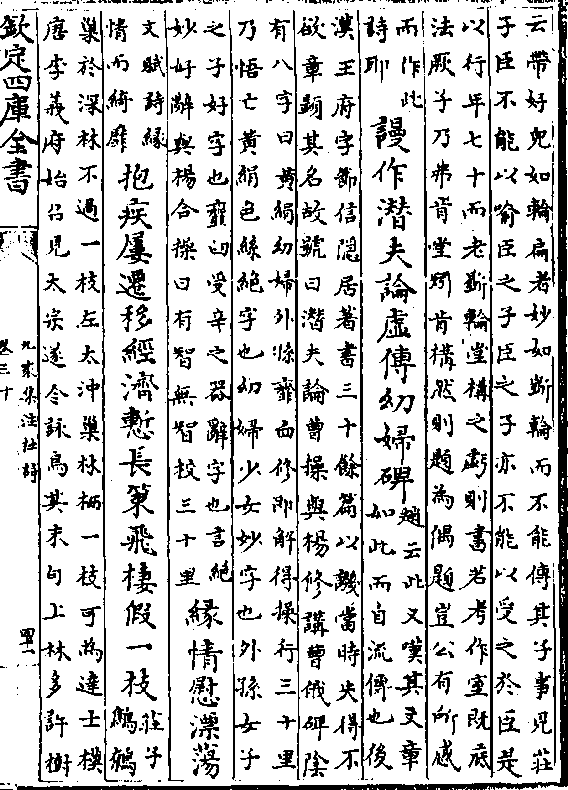 云帶好兒如輪扁者妙如斲輪而不能傳其子事見莊
子臣不能以喻臣之子臣之子亦不能以受之於臣是
以行年七十而老斲輪堂構之虧則書若考作室既底
法厥子乃弗肯堂矧肯構然則題為偶題豈公有所感
而作此
詩耶
謾作潛夫論虛傳幼婦碑
趙云此又嘆其文章
如此而自流傳也後
漢王府字節信隱居著書三十餘篇以譏當時失得不
欲章顯其名故號曰潛夫論曹操與楊修讀曹娥碑陰
有八字曰黃絹幼婦外孫虀臼修即解得操行三十里
乃悟亡黃絹色絲絕字也幼婦少女妙字也外孫女子
之子好字也虀臼受辛之器辭字也言絕
妙好辭與楊合操曰有智無智校三十里
縁情慰漂蕩
文賦詩縁
情而綺靡
抱疾屢遷移經濟慙長策飛棲假一枝
莊子
鷦鷯
巢於深林不過一枝左太沖巢林栖一枝可為達士模
唐李義府始召見太宗遂令詠烏其末句上林多許樹
欽定四庫全書
九家集注杜詩
卷三十